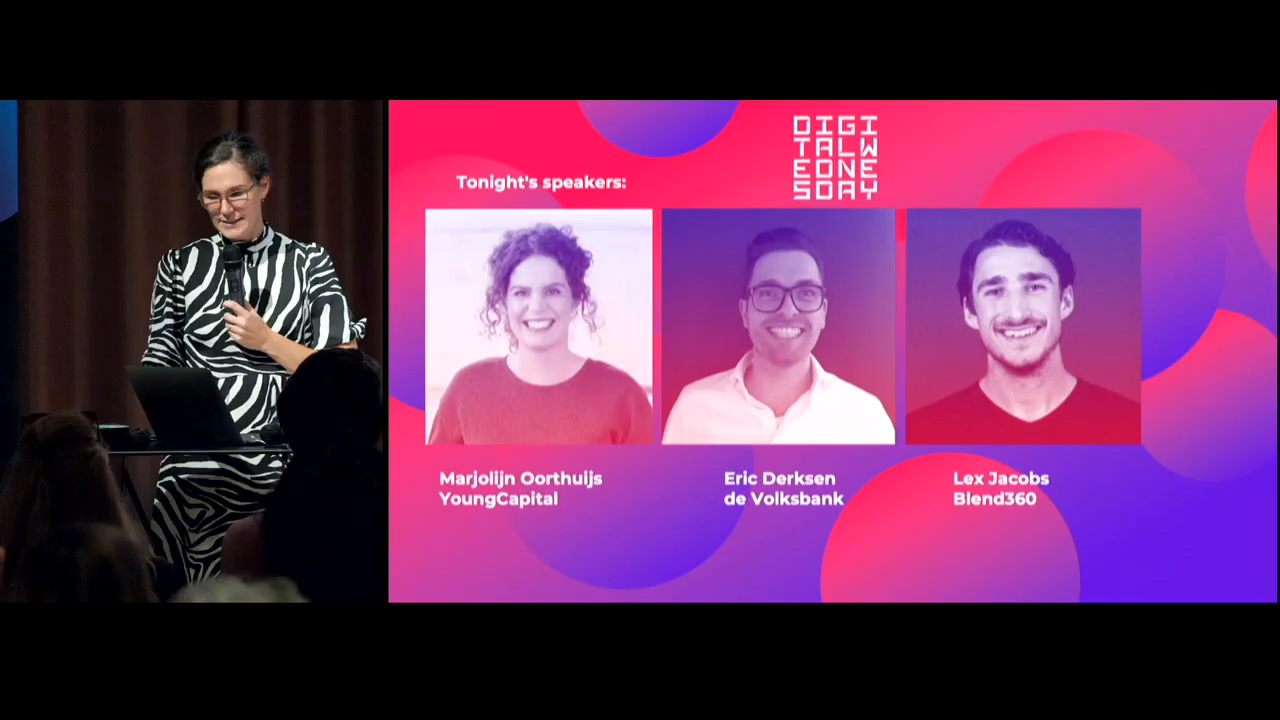 DIGI
TALW
EDNE
SDAY
Tonight's speakers:
Marjolijn Oorthuijs
YoungCapital
Eric Derksen
de Volksbank
Lex Jacobs
Blend360